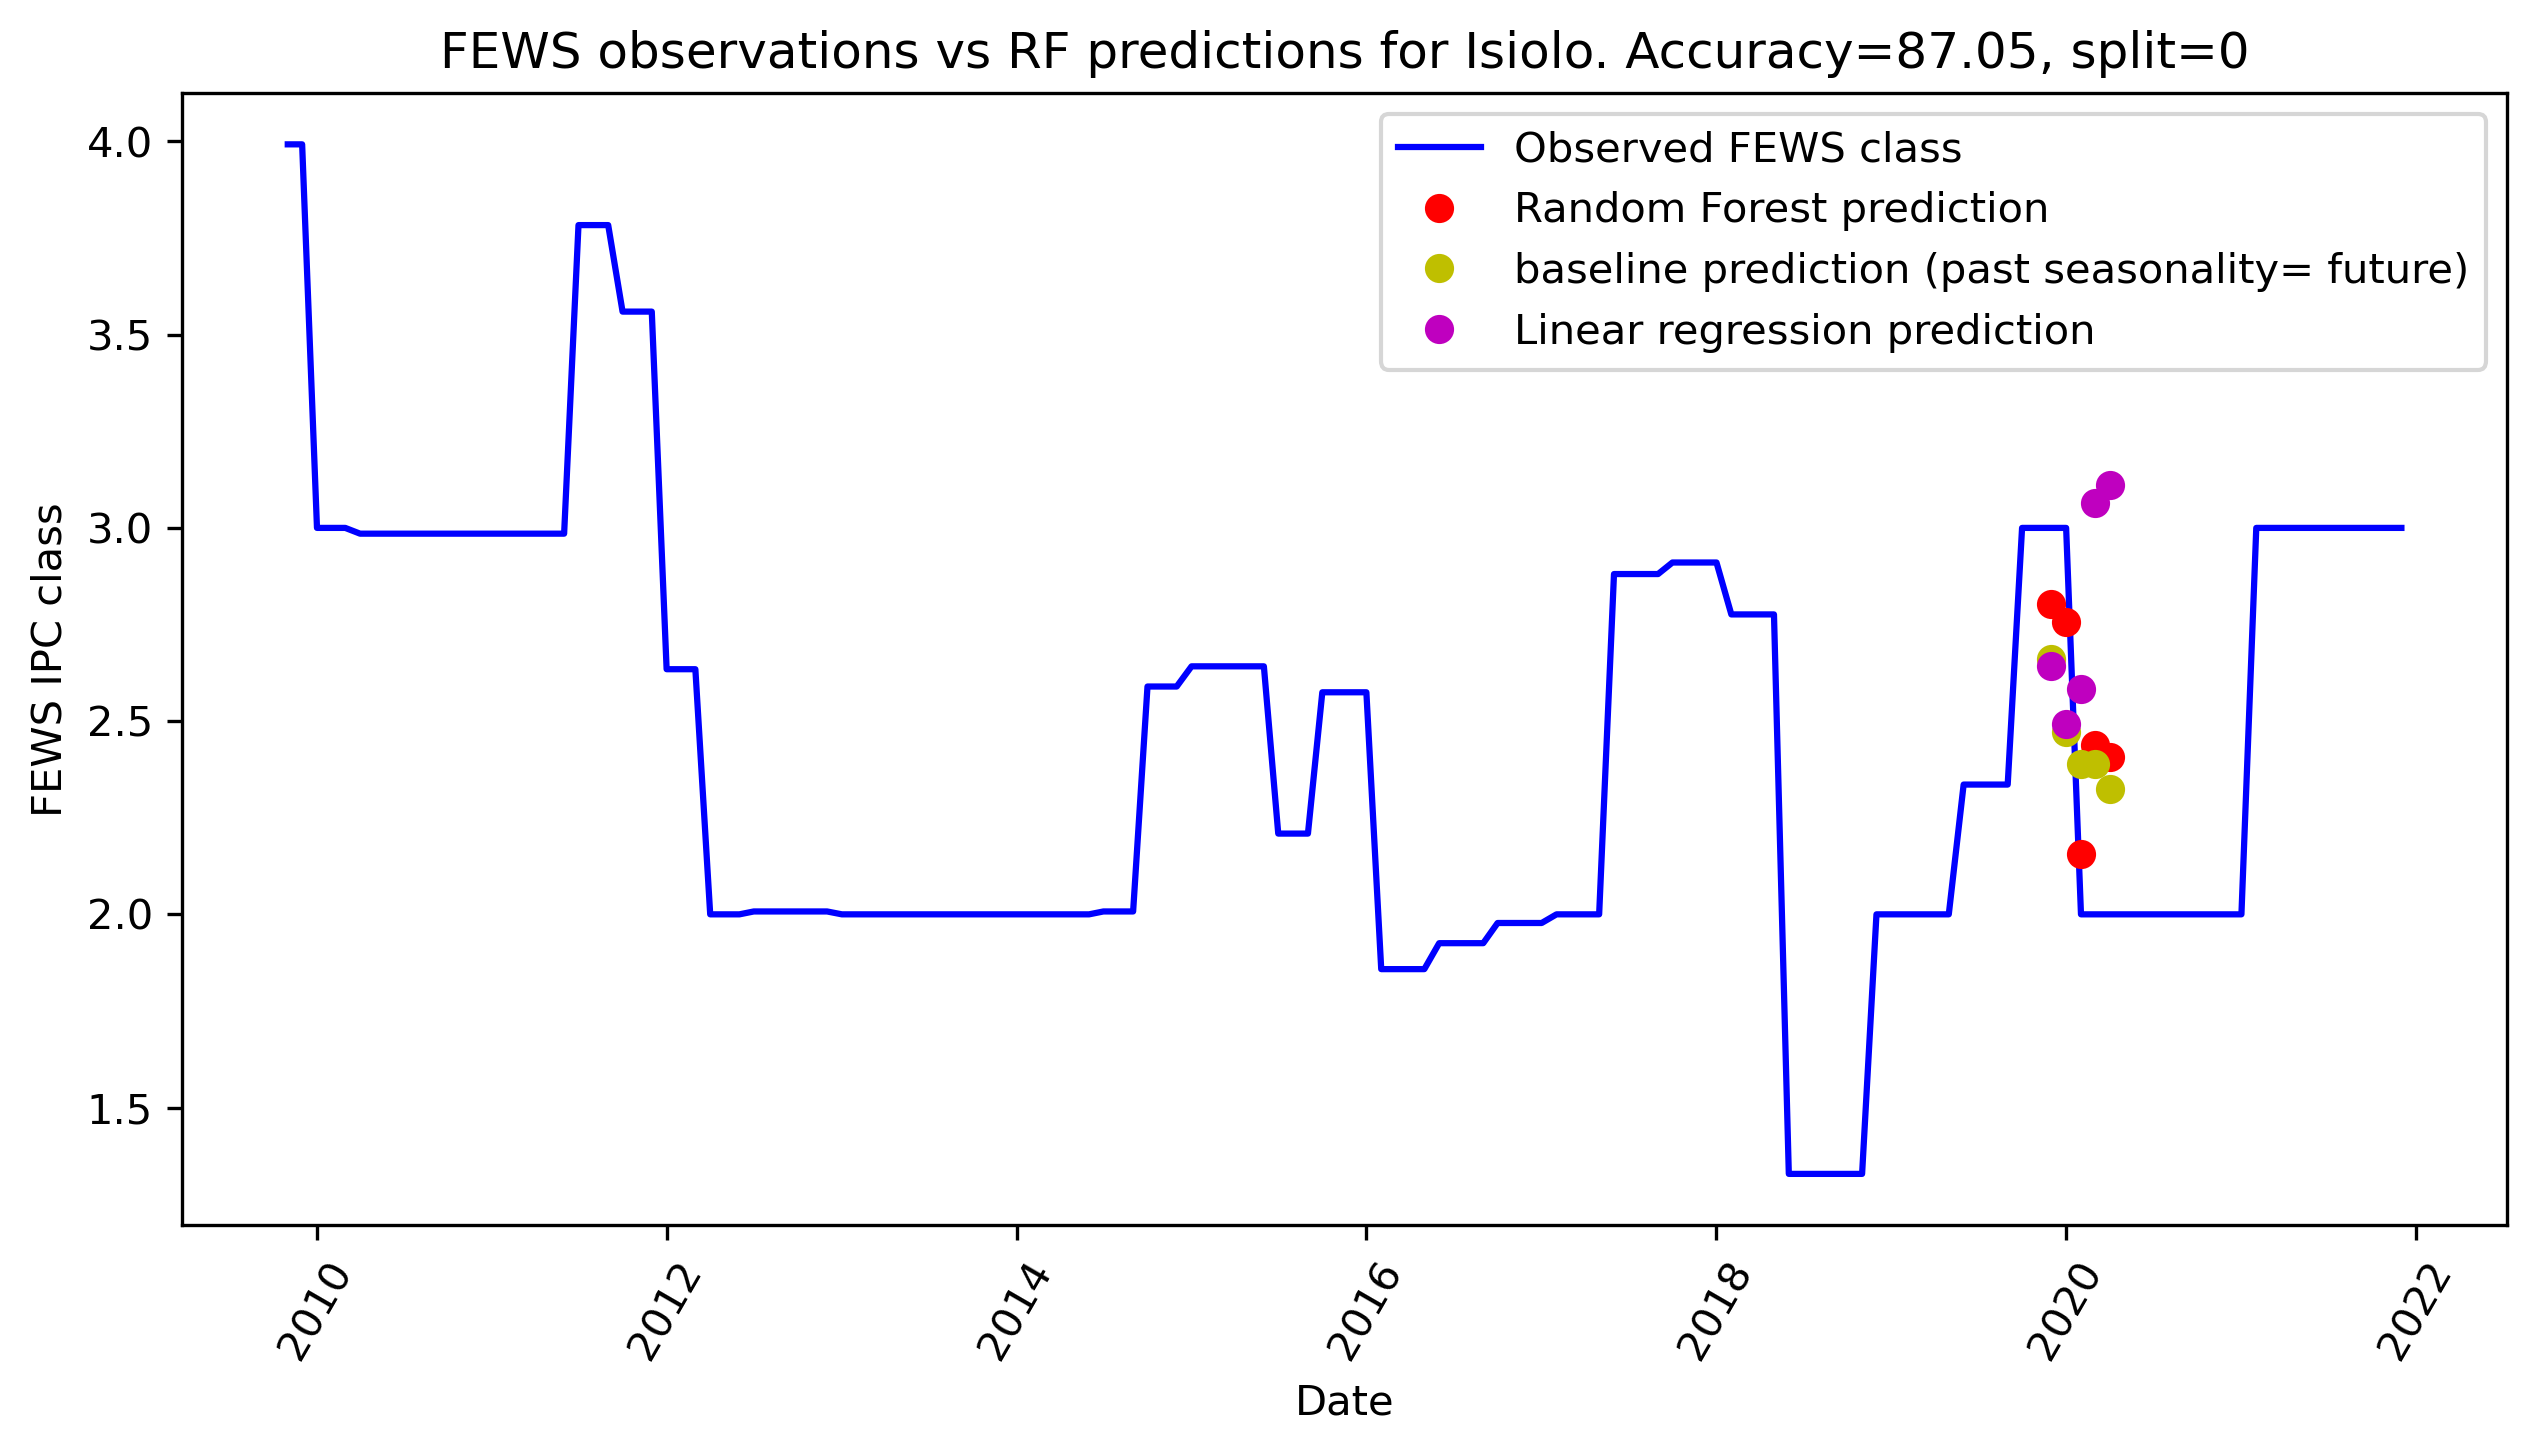 FEWS observations vs RF predictions for Isiolo. Accuracy=87.05, split=0
Observed FEWS class
Random Forest prediction
baseline prediction (past seasonality= future)
Linear regression prediction
FEWS IPC class
4.0
3.5
3.0
2.5
2.0
1.5
2010
2012
2014
2016
2018
2020
2022
Date